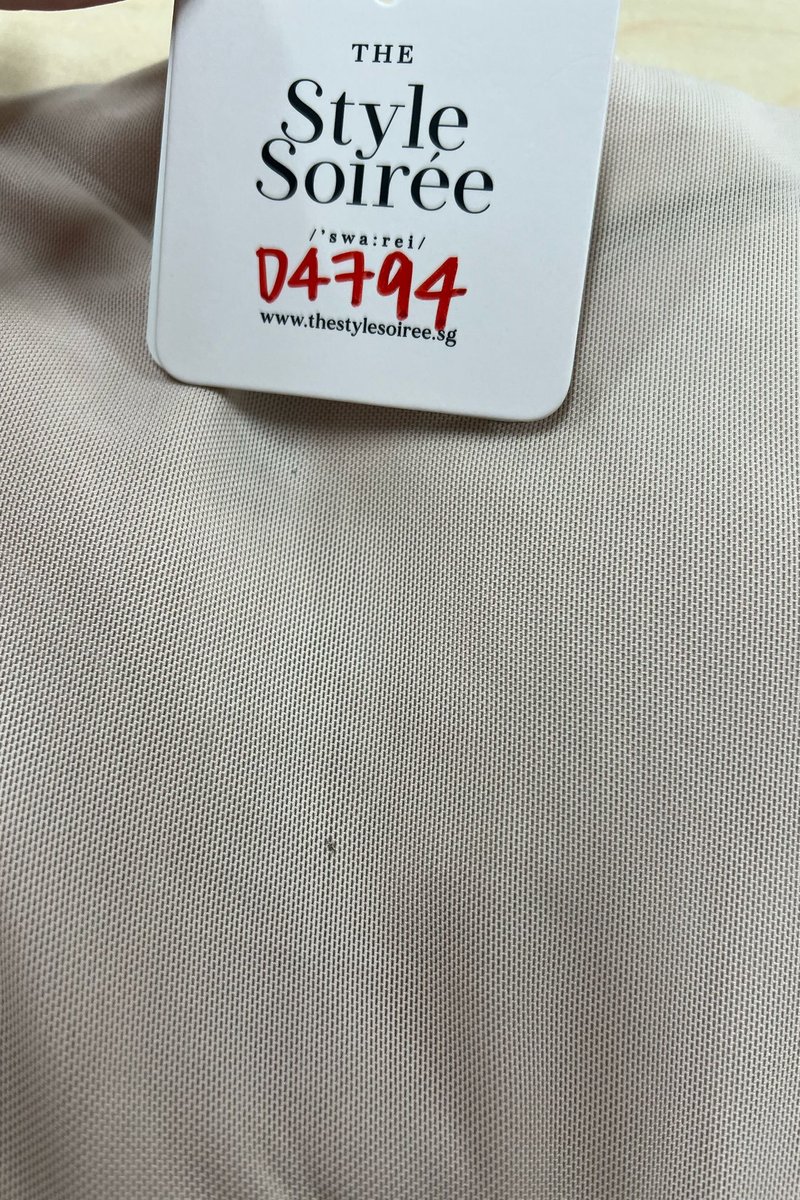 THE
Style
Soirée
/'swa:rei/
D4794
www.thestylesoiree.sg